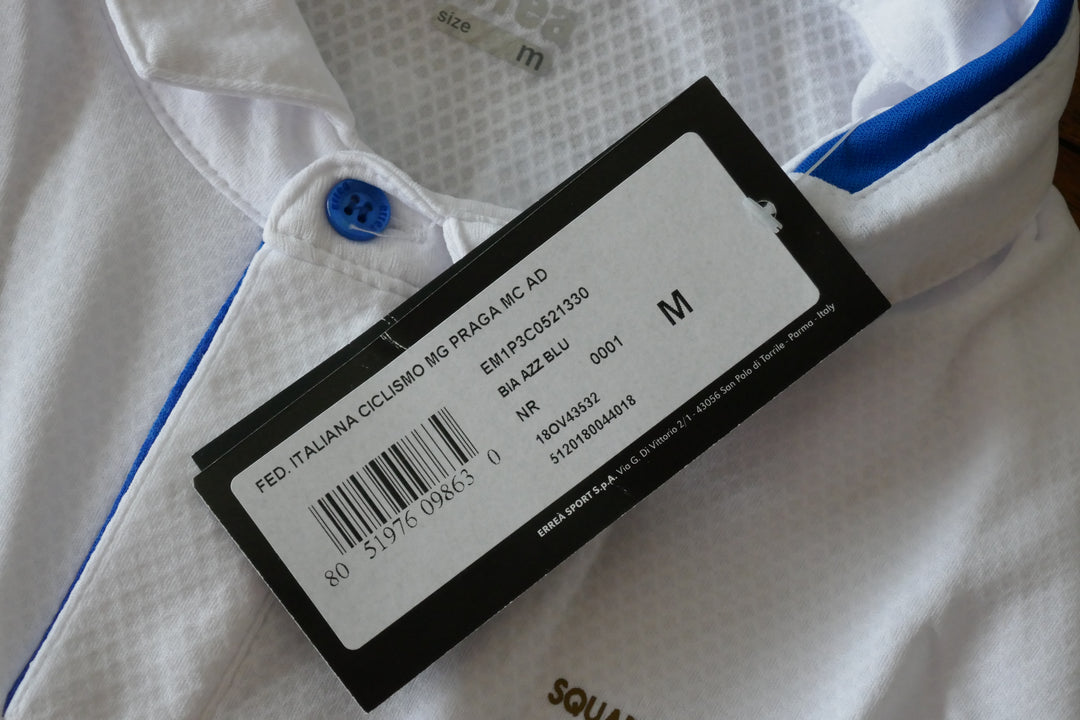 size
m
FED. ITALIANA CICLISMO MG PRAGA MC AD
EM1P3C0521330
BIA AZZ BLU
NR 0001
M
18OV43532
5120180044018
80 51976 09863 0
ERREÀ SPORT S.p.A. Via G. Di Vittorio 2/1 - 43056 San Polo di Torrile - Parma - Italy